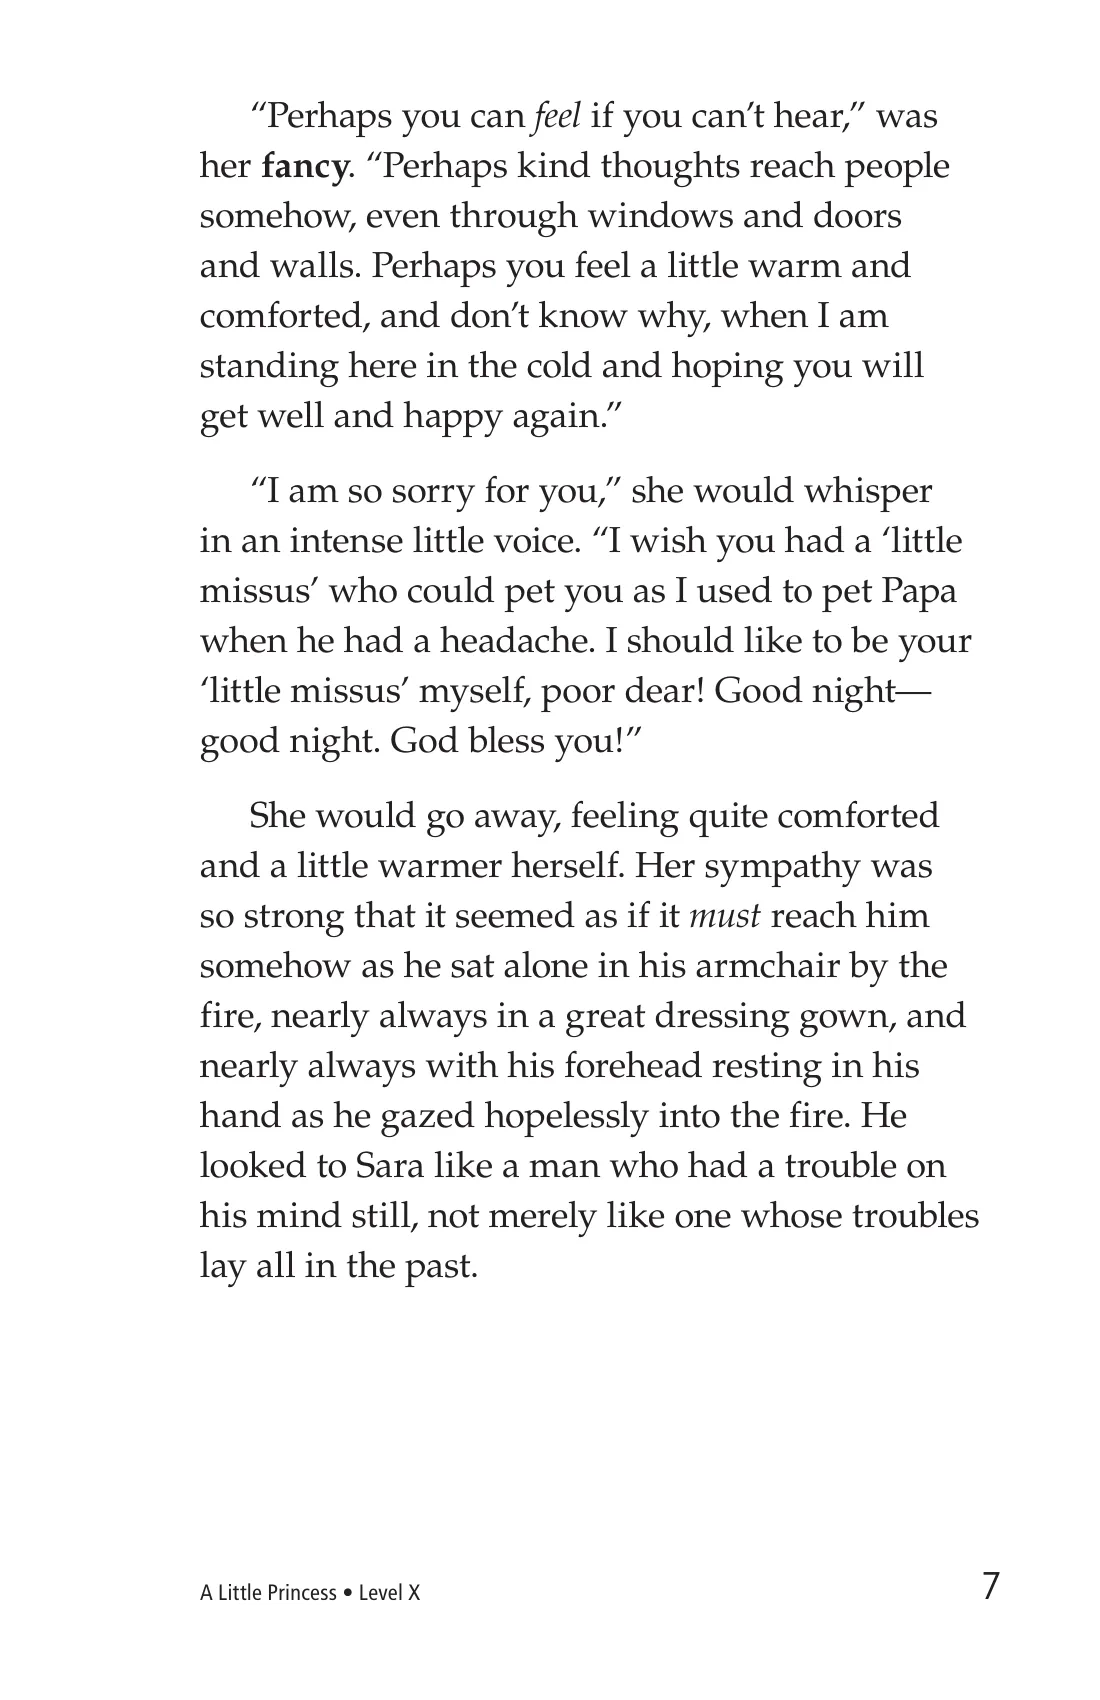 “Perhaps you can feel if you can’t hear,” was
her fancy. “Perhaps kind thoughts reach people
somehow, even through windows and doors
and walls. Perhaps you feel a little warm and
comforted, and don’t know why, when I am
standing here in the cold and hoping you will
get well and happy again.”
“I am so sorry for you,” she would whisper
in an intense little voice. “I wish you had a ‘little
missus’ who could pet you as I used to pet Papa
when he had a headache. I should like to be your
‘little missus’ myself, poor dear! Good night—
good night. God bless you!”
She would go away, feeling quite comforted
and a little warmer herself. Her sympathy was
so strong that it seemed as if it must reach him
somehow as he sat alone in his armchair by the
fire, nearly always in a great dressing gown, and
nearly always with his forehead resting in his
hand as he gazed hopelessly into the fire. He
looked to Sara like a man who had a trouble on
his mind still, not merely like one whose troubles
lay all in the past.
A Little Princess • Level X
7